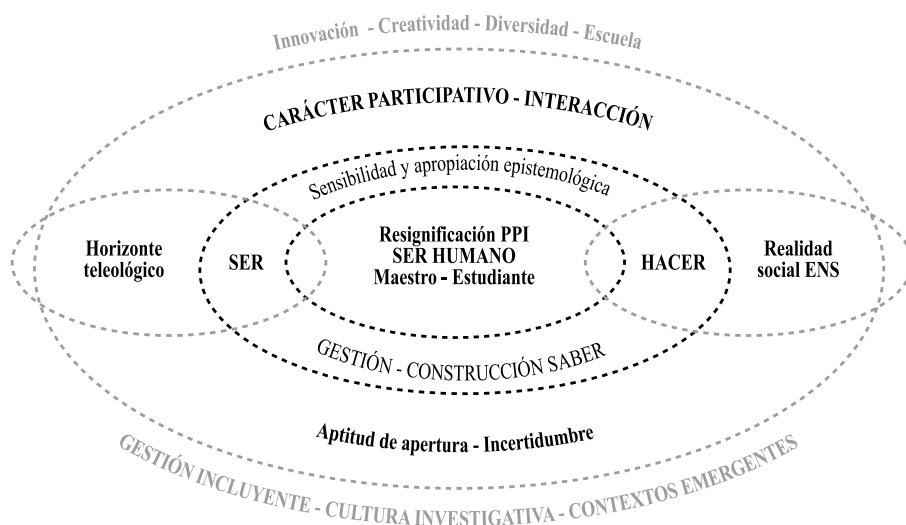 Innovación - Creatividad - Diversidad - Escuela
CARÁCTER PARTICIPATIVO - INTERACCIÓN
Sensibilidad y apropiación epistemológica
Horizonte
teleológico
SER
Resignificación PPI
SER HUMANO
Maestro - Estudiante
HACER
Realidad
social ENS
GESTIÓN - CONSTRUCCIÓN SABER
Aptitud de apertura - Incertidumbre
GESTIÓN INCLUYENTE - CULTURA INVESTIGATIVA - CONTEXTOS EMERGENTES